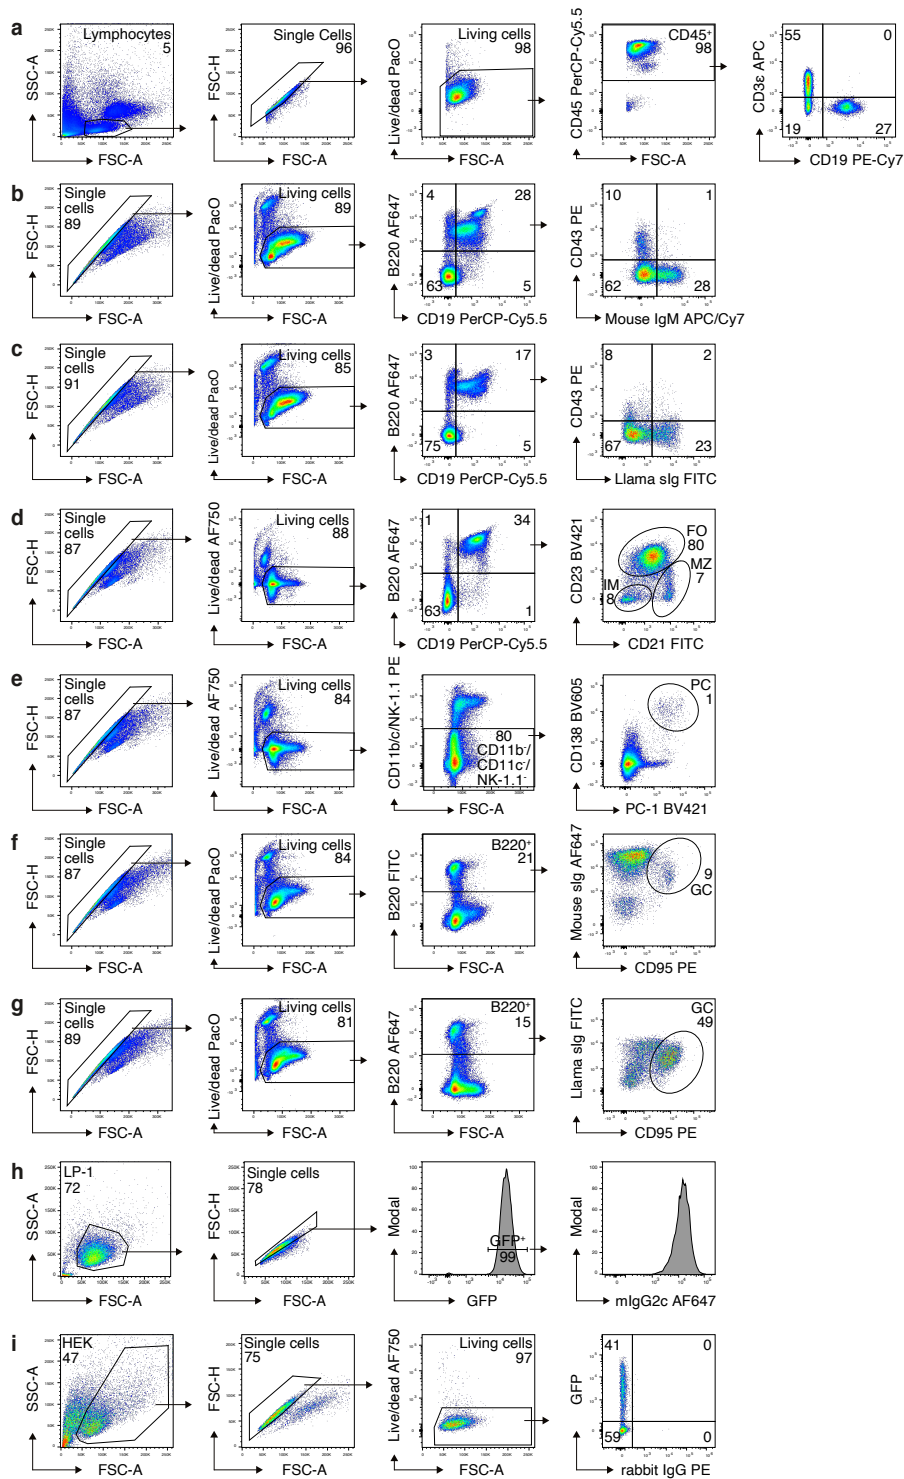 a
Lymphocytes
5
SSC-A
FSC-A
Single Cells
96
FSC-H
FSC-A
Living cells
98
Live/dead PacO
FSC-A
CD45⁺
98
CD45 PerCP-Cy5.5
FSC-A
55
0
19
27
CD3ε APC
CD19 PE-Cy7
b
Single
cells
89
FSC-H
FSC-A
Living cells
89
Live/dead PacO
FSC-A
4
28
63
5
B220 AF647
CD19 PerCP-Cy5.5
10
1
62
28
CD43 PE
Mouse IgM APC/Cy7
c
Single
cells
91
FSC-H
FSC-A
Living cells
85
Live/dead PacO
FSC-A
3
17
75
5
B220 AF647
CD19 PerCP-Cy5.5
8
2
67
23
CD43 PE
Llama sIg FITC
d
Single
cells
87
FSC-H
FSC-A
Living cells
88
Live/dead AF750
FSC-A
1
34
63
1
B220 AF647
CD19 PerCP-Cy5.5
FO
80
MZ
7
IM
8
CD23 BV421
CD21 FITC
e
Single
cells
87
FSC-H
FSC-A
Living cells
84
Live/dead AF750
FSC-A
80
CD11b⁻/
CD11c⁻/
NK-1.1⁻
CD11b/c/NK-1.1 PE
FSC-A
PC
1
CD138 BV605
PC-1 BV421
f
Single
cells
87
FSC-H
FSC-A
Living cells
84
Live/dead PacO
FSC-A
B220⁺
21
B220 FITC
FSC-A
9
GC
Mouse sIg AF647
CD95 PE
g
Single
cells
89
FSC-H
FSC-A
Living cells
81
Live/dead PacO
FSC-A
B220⁺
15
B220 AF647
FSC-A
GC
49
Llama sIg FITC
CD95 PE
h
LP-1
72
SSC-A
FSC-A
Single cells
78
FSC-H
FSC-A
GFP⁺
99
Modal
GFP
Modal
mIgG2c AF647
i
HEK
47
SSC-A
FSC-A
Single cells
75
FSC-H
FSC-A
Living cells
97
Live/dead AF750
FSC-A
41
0
59
0
GFP
rabbit IgG PE